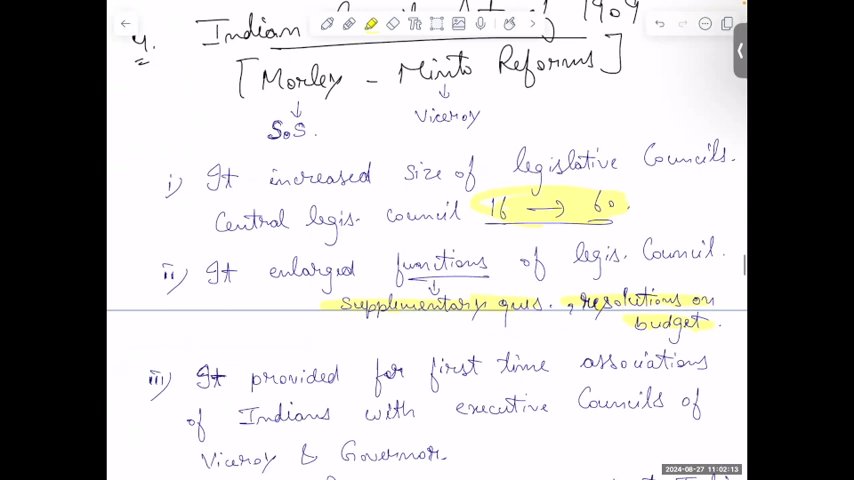 4. Indian 1909
[Morley - Minto Reforms]
↓ ↓
S.o.S. Viceroy
i) It increased size of legislative Councils.
Central legis. council 16 → 60.
ii) It enlarged functions of legis. Council.
↓
Supplementary ques. , resolutions on
budget.
iii) It provided for first time associations
of Indians with executive Councils of
Viceroy & Governor.
2024-08-27 11:02:13